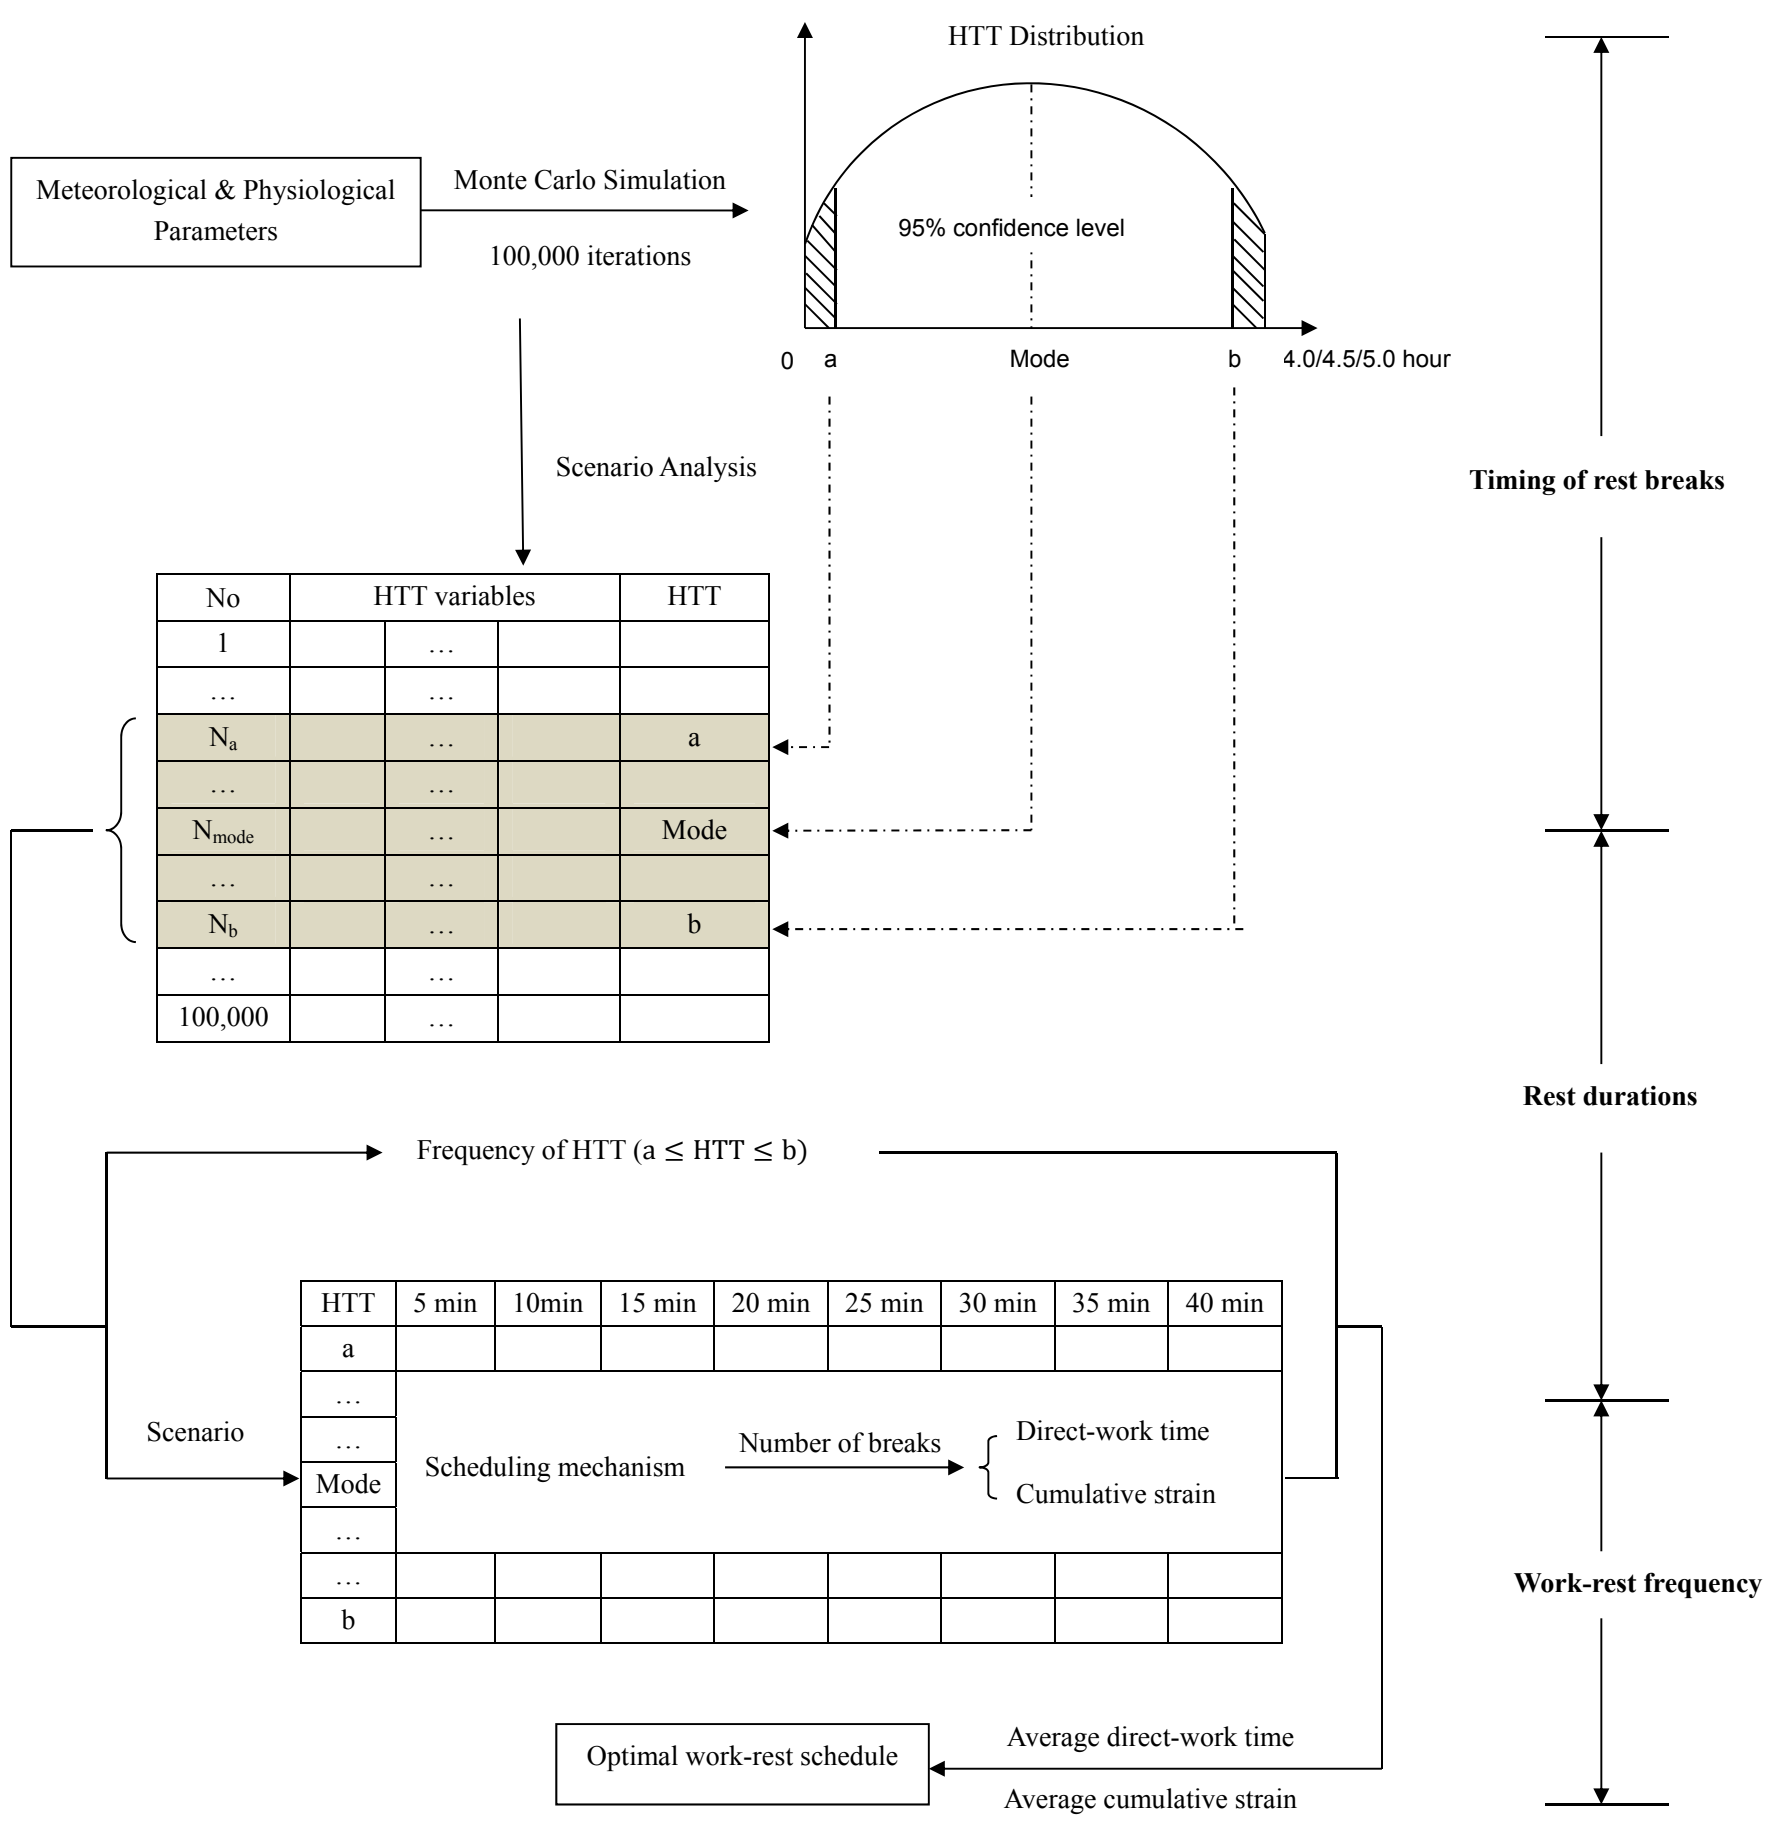 HTT Distribution
Meteorological & Physiological
Parameters
Monte Carlo Simulation
100,000 iterations
95% confidence level
0 a Mode b 4.0/4.5/5.0 hour
Scenario Analysis
Timing of rest breaks
No HTT variables HTT
1 …
… …
Na … a
… …
Nmode … Mode
… …
Nb … b
… …
100,000 …
Rest durations
Frequency of HTT (a ≤ HTT ≤ b)
HTT 5 min 10min 15 min 20 min 25 min 30 min 35 min 40 min
a
…
…
Mode
…
…
b
Scenario
Scheduling mechanism
Number of breaks
Direct-work time
Cumulative strain
Work-rest frequency
Optimal work-rest schedule
Average direct-work time
Average cumulative strain